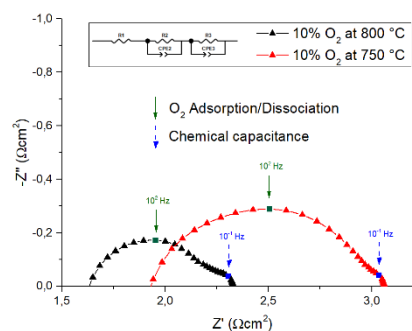 -1,0
R1 R2 R3
CPE2 CPE3
10% O₂ at 800 °C
10% O₂ at 750 °C
-0,8
-0,6
O₂ Adsorption/Dissociation
Chemical capacitance
-Z" (Ωcm²)
-0,4
10² Hz
10² Hz
10⁻¹ Hz
10⁻¹ Hz
-0,2
0,0
1,5 2,0 2,5 3,0
Z' (Ωcm²)